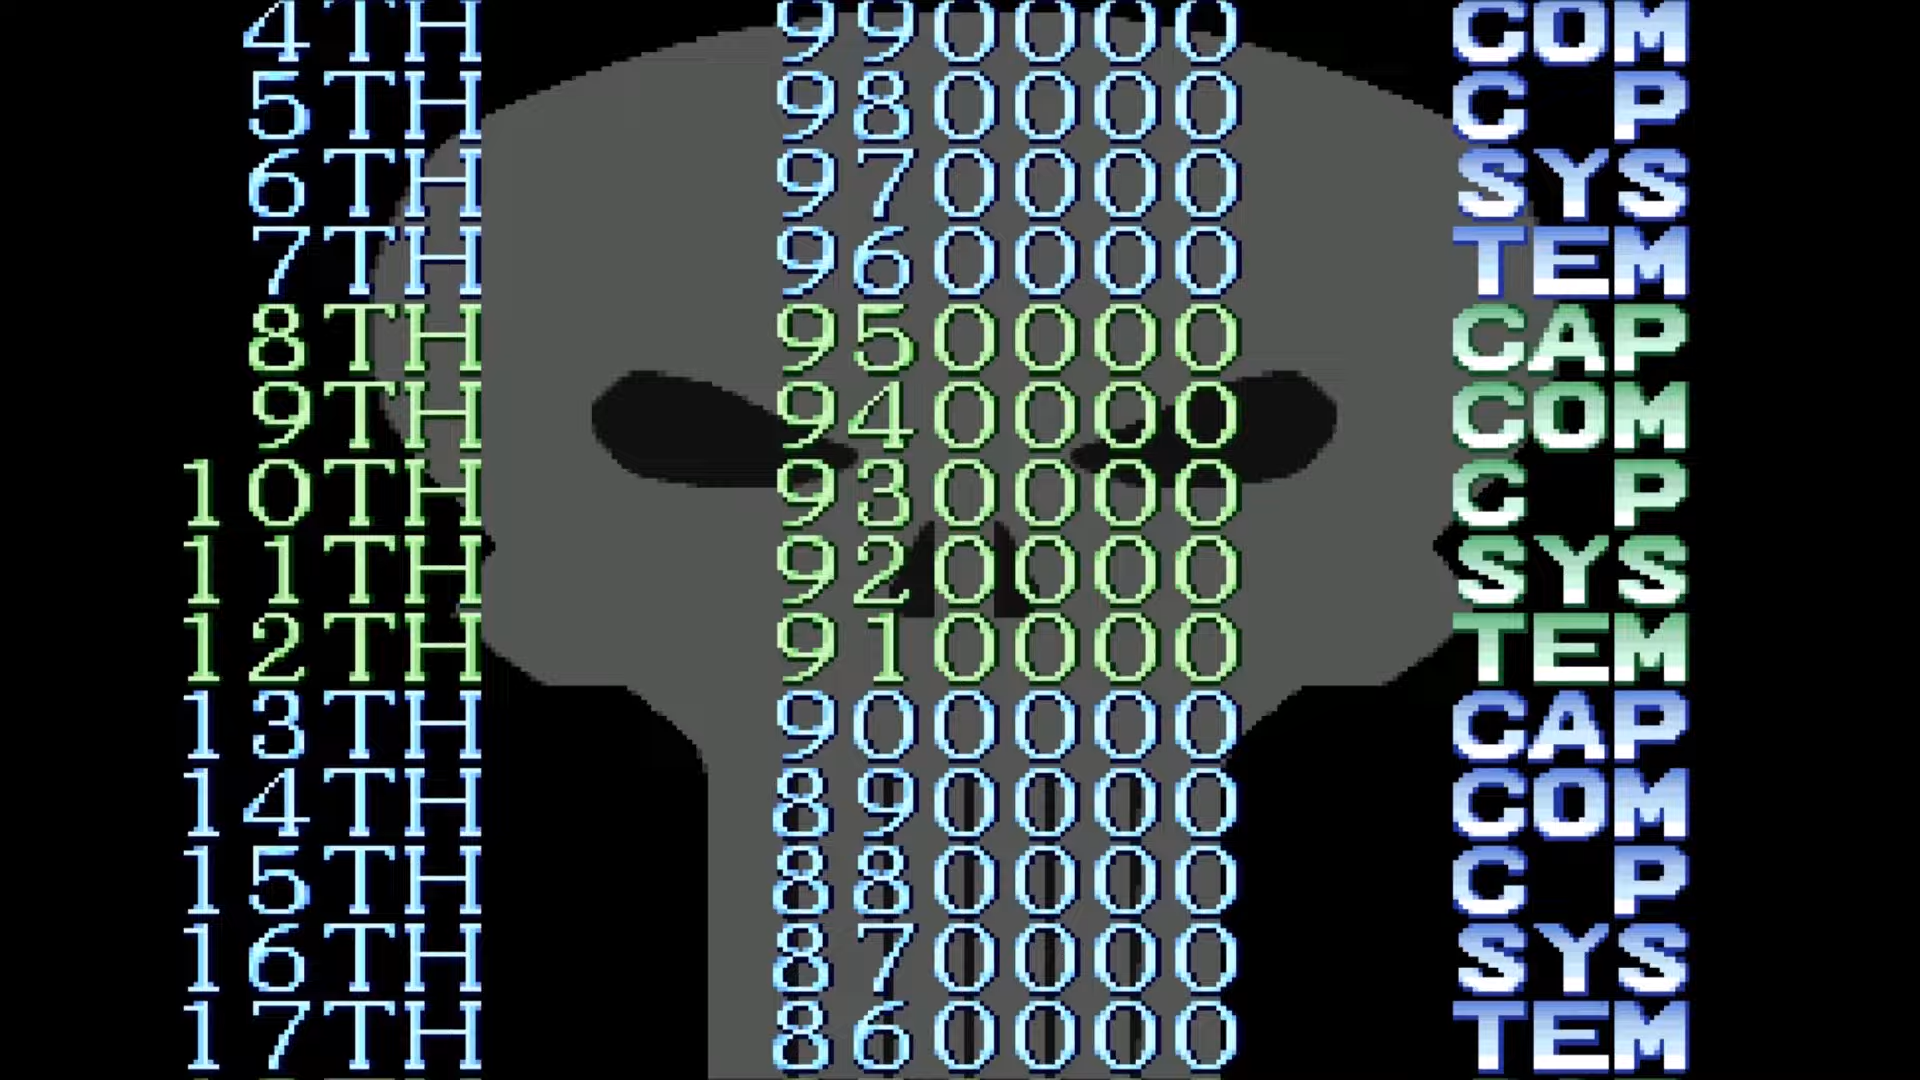 4TH 990000 COM
5TH 980000 C P
6TH 970000 SYS
7TH 960000 TEM
8TH 950000 CAP
9TH 940000 COM
10TH 930000 C P
11TH 920000 SYS
12TH 910000 TEM
13TH 900000 CAP
14TH 890000 COM
15TH 880000 C P
16TH 870000 SYS
17TH 860000 TEM